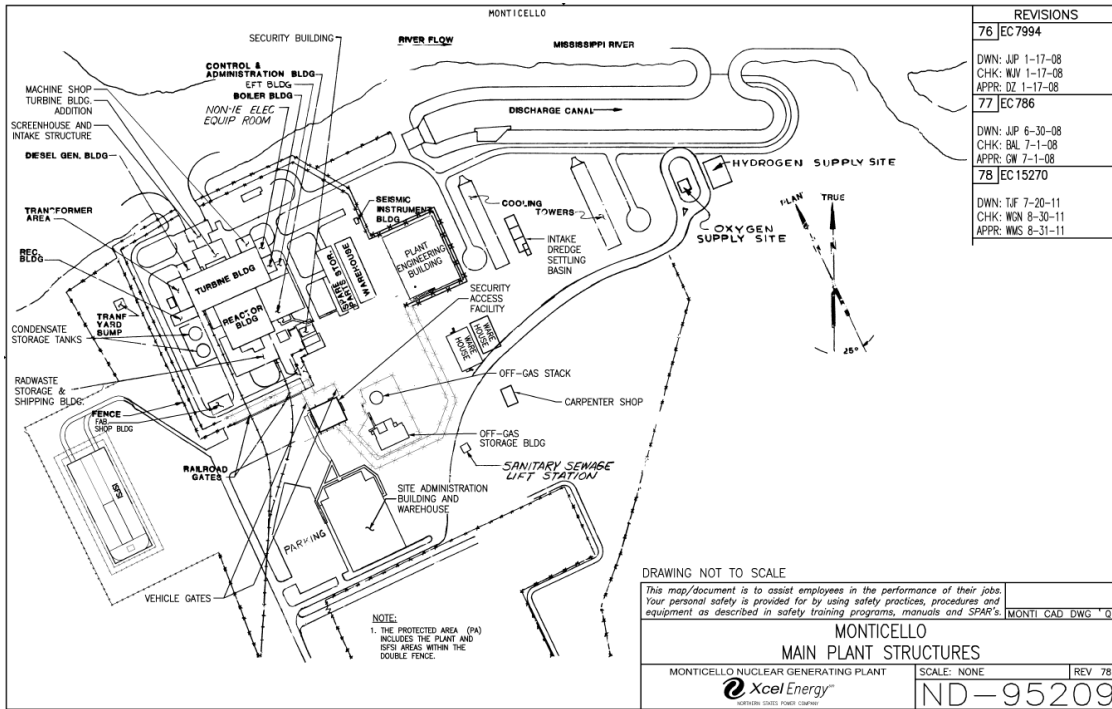 MONTICELLO
REVISIONS
76 EC 7994
DWN: JJP 1-17-08
CHK: WJV 1-17-08
APPR: DZ 1-17-08
77 EC 786
DWN: JJP 6-30-08
CHK: BAL 7-1-08
APPR: GW 7-1-08
78 EC 15270
DWN: TJF 7-20-11
CHK: WGN 8-30-11
APPR: WMS 8-31-11
SECURITY BUILDING
RIVER FLOW
MISSISSIPPI RIVER
CONTROL &
ADMINISTRATION BLDG
EFT BLDG
BOILER BLDG
NON-IE ELEC
EQUIP ROOM
MACHINE SHOP
TURBINE BLDG.
ADDITION
SCREENHOUSE AND
INTAKE STRUCTURE
DIESEL GEN. BLDG
DISCHARGE CANAL
HYDROGEN SUPPLY SITE
OXYGEN
SUPPLY SITE
PLAN
TRUE
25°
COOLING
TOWERS
SEISMIC
INSTRUMENT
BLDG
INTAKE
DREDGE
SETTLING
BASIN
PLANT
ENGINEERING
BUILDING
TRANSFORMER
AREA
REC.
BLDG
TURBINE BLDG
REACTOR
BLDG
SPARE
PARTS STOR
WAREHOUSE
SECURITY
ACCESS
FACILITY
TRANF
YARD
SUMP
CONDENSATE
STORAGE TANKS
WARE
HOUSE
WARE
HOUSE
RADWASTE
STORAGE &
SHIPPING BLDG.
OFF-GAS STACK
CARPENTER SHOP
FENCE
FAB
SHOP BLDG
OFF-GAS
STORAGE BLDG
SANITARY SEWAGE
LIFT STATION
RAILROAD
GATES
ISFSI
SITE ADMINISTRATION
BUILDING AND
WAREHOUSE
PARKING
VEHICLE GATES
NOTE:
1. THE PROTECTED AREA (PA)
INCLUDES THE PLANT AND
ISFSI AREAS WITHIN THE
DOUBLE FENCE.
DRAWING NOT TO SCALE
This map/document is to assist employees in the performance of their jobs.
Your personal safety is provided for by using safety practices, procedures and
equipment as described in safety training programs, manuals and SPAR's.
MONTI CAD DWG
MONTICELLO
MAIN PLANT STRUCTURES
MONTICELLO NUCLEAR GENERATING PLANT
Xcel Energy
NORTHERN STATES POWER COMPANY
SCALE: NONE
REV 78
ND-95209